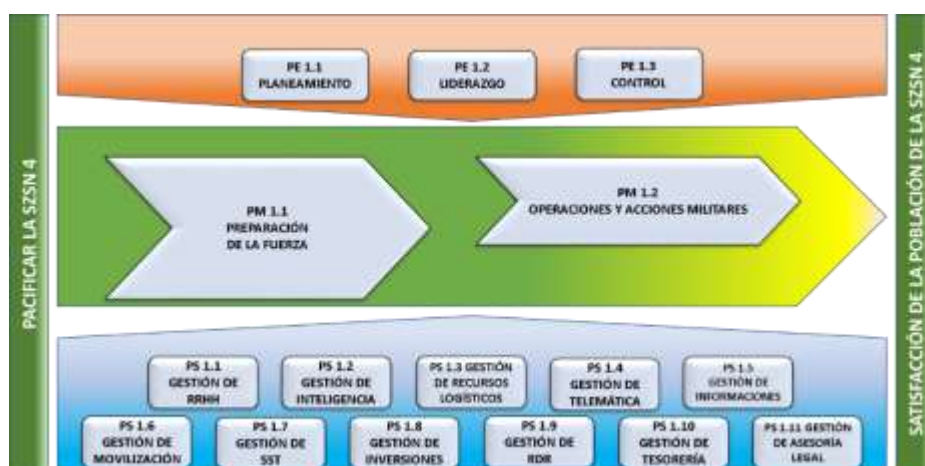 PACIFICAR LA SZSN 4
PE 1.1
PLANEAMIENTO
PE 1.2
LIDERAZGO
PE 1.3
CONTROL
PM 1.1
PREPARACIÓN
DE LA FUERZA
PM 1.2
OPERACIONES Y ACCIONES MILITARES
PS 1.1
GESTIÓN DE
RRHH
PS 1.2
GESTIÓN DE
INTELIGENCIA
PS 1.3 GESTIÓN
DE RECURSOS
LOGÍSTICOS
PS 1.4
GESTIÓN DE
TELEMÁTICA
PS 1.5
GESTIÓN DE
INFORMACIONES
PS 1.6
GESTIÓN DE
MOVILIZACIÓN
PS 1.7
GESTIÓN DE
SST
PS 1.8
GESTIÓN DE
INVERSIONES
PS 1.9
GESTIÓN DE
RDR
PS 1.10
GESTIÓN DE
TESORERÍA
PS 1.11 GESTIÓN
DE ASESORÍA
LEGAL
SATISFACCIÓN DE LA POBLACIÓN DE LA SZSN 4